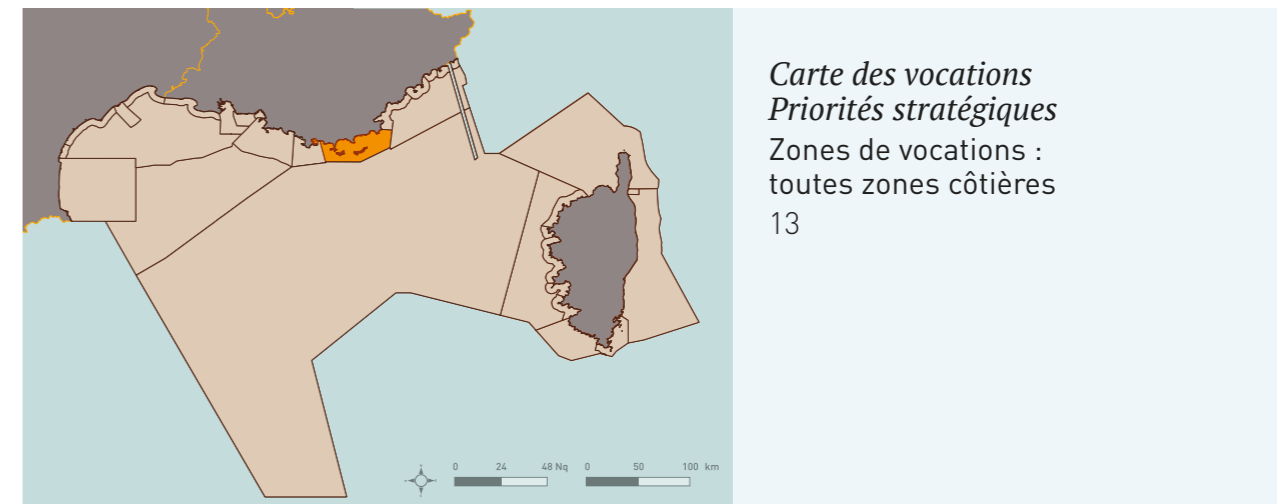 Carte des vocations
Priorités stratégiques
Zones de vocations :
toutes zones côtières
13
0 24 48 Nq 0 50 100 km